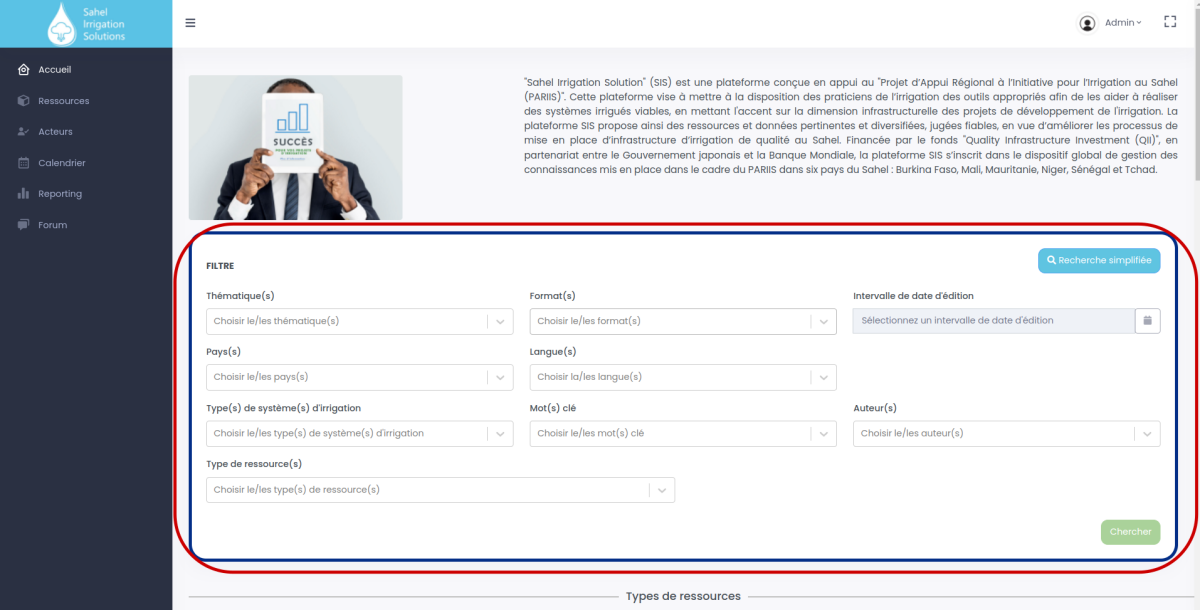 Sahel
Irrigation
Solutions
Admin
Accueil
Ressources
Acteurs
Calendrier
Reporting
Forum
SUCCÈS
"Sahel Irrigation Solution" (SIS) est une plateforme conçue en appui au "Projet d'Appui Régional à l'Initiative pour l'Irrigation au Sahel
(PARIIS)". Cette plateforme vise à mettre à la disposition des praticiens de l'irrigation des outils appropriés afin de les aider à réaliser
des systèmes irrigués viables, en mettant l'accent sur la dimension infrastructurelle des projets de développement de l'irrigation. La
plateforme SIS propose ainsi des ressources et données pertinentes et diversifiées, jugées fiables, en vue d'améliorer les processus de
mise en place d'infrastructure d'irrigation de qualité au Sahel. Financée par le fonds "Quality Infrastructure Investment (QII)", en
partenariat entre le Gouvernement japonais et la Banque Mondiale, la plateforme SIS s'inscrit dans le dispositif global de gestion des
connaissances mis en place dans le cadre du PARIIS dans six pays du Sahel : Burkina Faso, Mali, Mauritanie, Niger, Sénégal et Tchad.
FILTRE
Recherche simplifiée
Thématique(s)
Format(s)
Intervalle de date d'édition
Choisir le/les thématique(s)
Choisir le/les format(s)
Sélectionnez un intervalle de date d'édition
Pays(s)
Langue(s)
Choisir le/les pays(s)
Choisir la/les langue(s)
Type(s) de système(s) d'irrigation
Mot(s) clé
Auteur(s)
Choisir le/les type(s) de système(s) d'irrigation
Choisir le/les mot(s) clé
Choisir le/les auteur(s)
Type de ressource(s)
Choisir le/les type(s) de ressource(s)
Chercher
Types de ressources